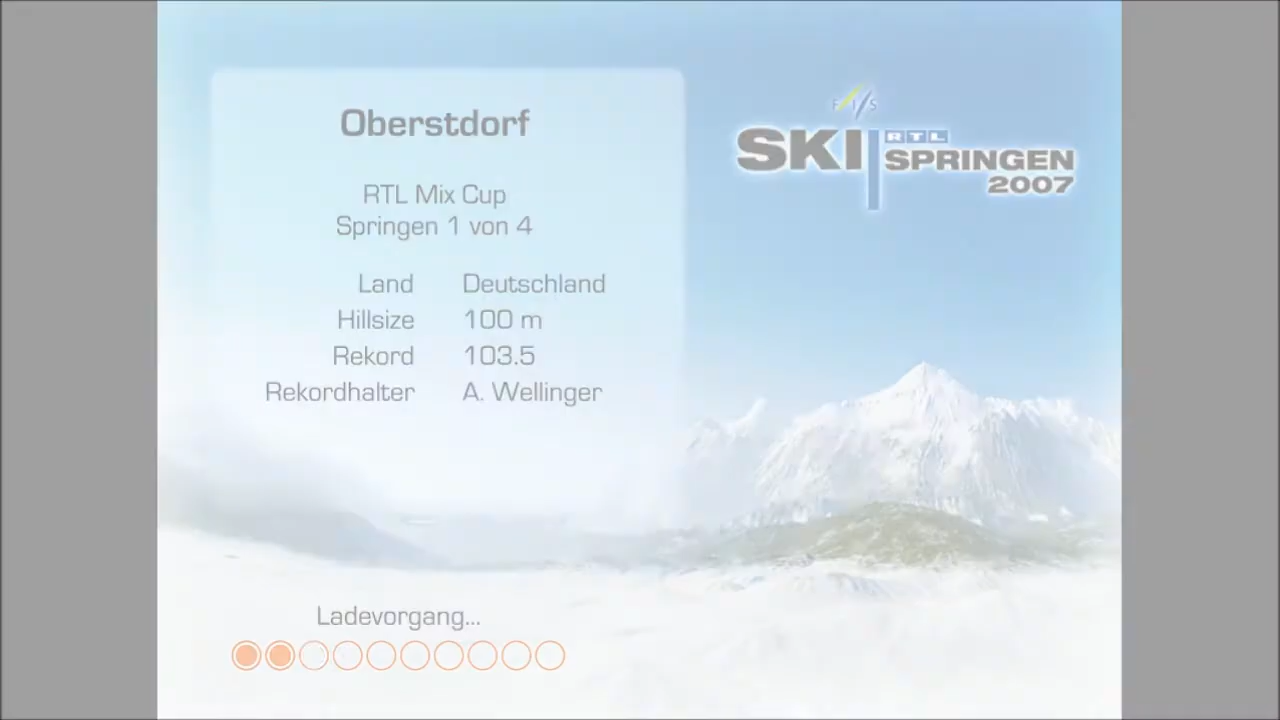 Oberstdorf
RTL Mix Cup
Springen 1 von 4
Land Deutschland
Hillsize 100 m
Rekord 103.5
Rekordhalter A. Wellinger
Ladevorgang...
FIS
SKI RTL SPRINGEN
2007